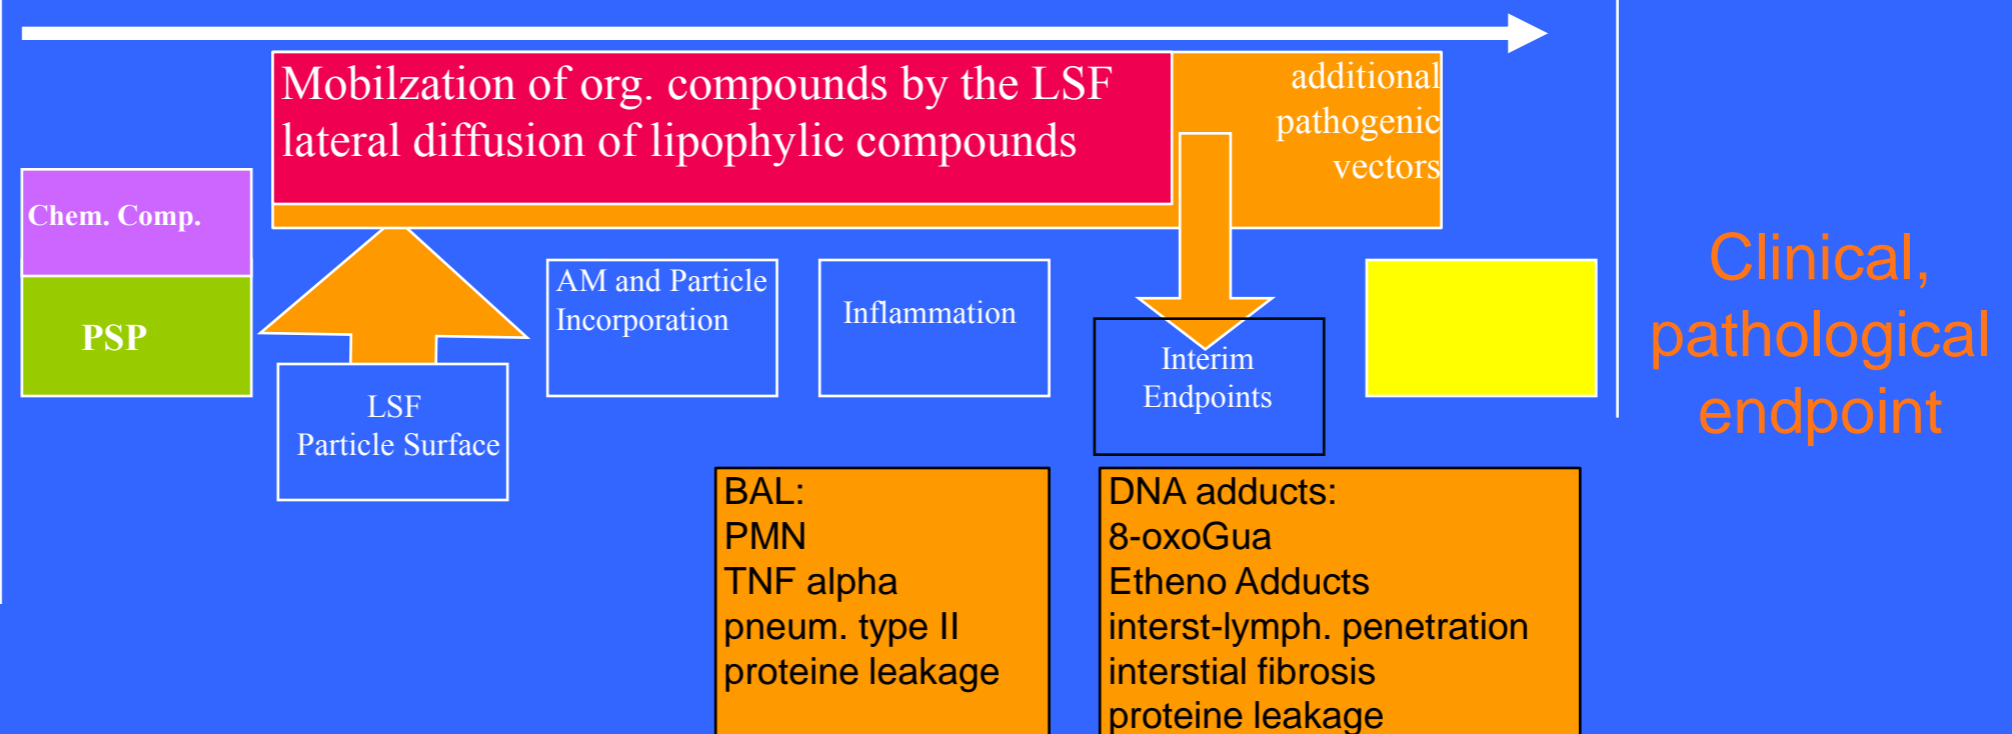 Mobilzation of org. compounds by the LSF
lateral diffusion of lipophylic compounds
additional
pathogenic
vectors
Chem. Comp.
PSP
LSF
Particle Surface
AM and Particle
Incorporation
Inflammation
Interim
Endpoints
Clinical,
pathological
endpoint
BAL:
PMN
TNF alpha
pneum. type II
proteine leakage
DNA adducts:
8-oxoGua
Etheno Adducts
interst-lymph. penetration
interstial fibrosis
proteine leakage